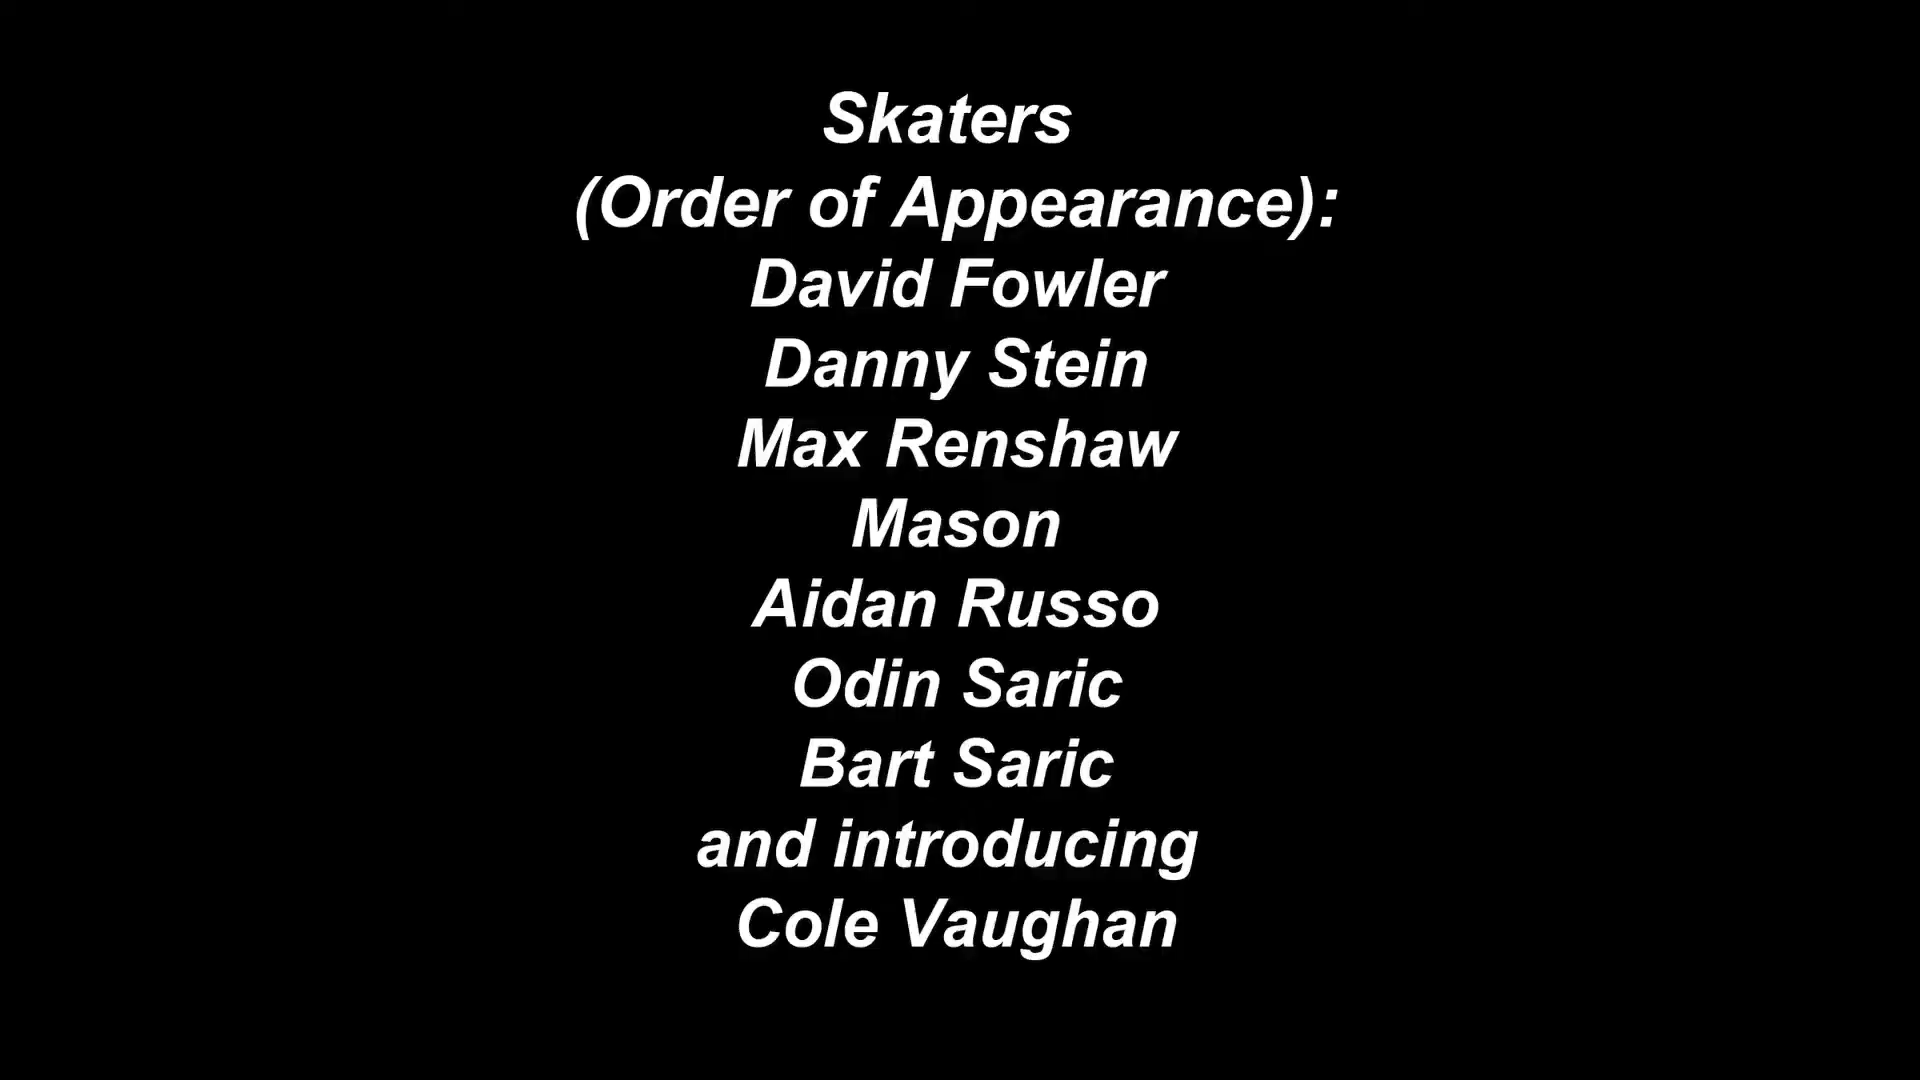 Skaters
(Order of Appearance):
David Fowler
Danny Stein
Max Renshaw
Mason
Aidan Russo
Odin Saric
Bart Saric
and introducing
Cole Vaughan